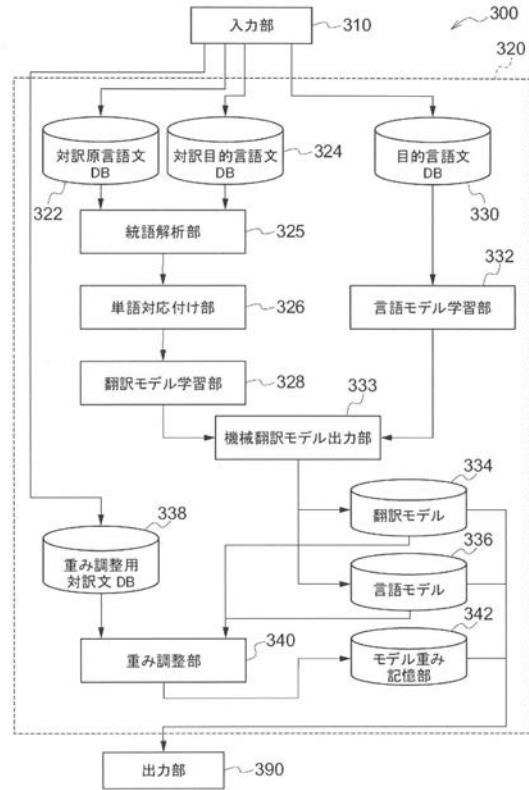 300
入力部
310
320
対訳原言語文
DB
322
対訳目的言語文
DB
324
目的言語文
DB
330
統語解析部
325
332
単語対応付け部
326
言語モデル学習部
翻訳モデル学習部
328
333
機械翻訳モデル出力部
334
翻訳モデル
338
336
重み調整用
対訳文 DB
言語モデル
342
重み調整部
340
モデル重み
記憶部
出力部
390